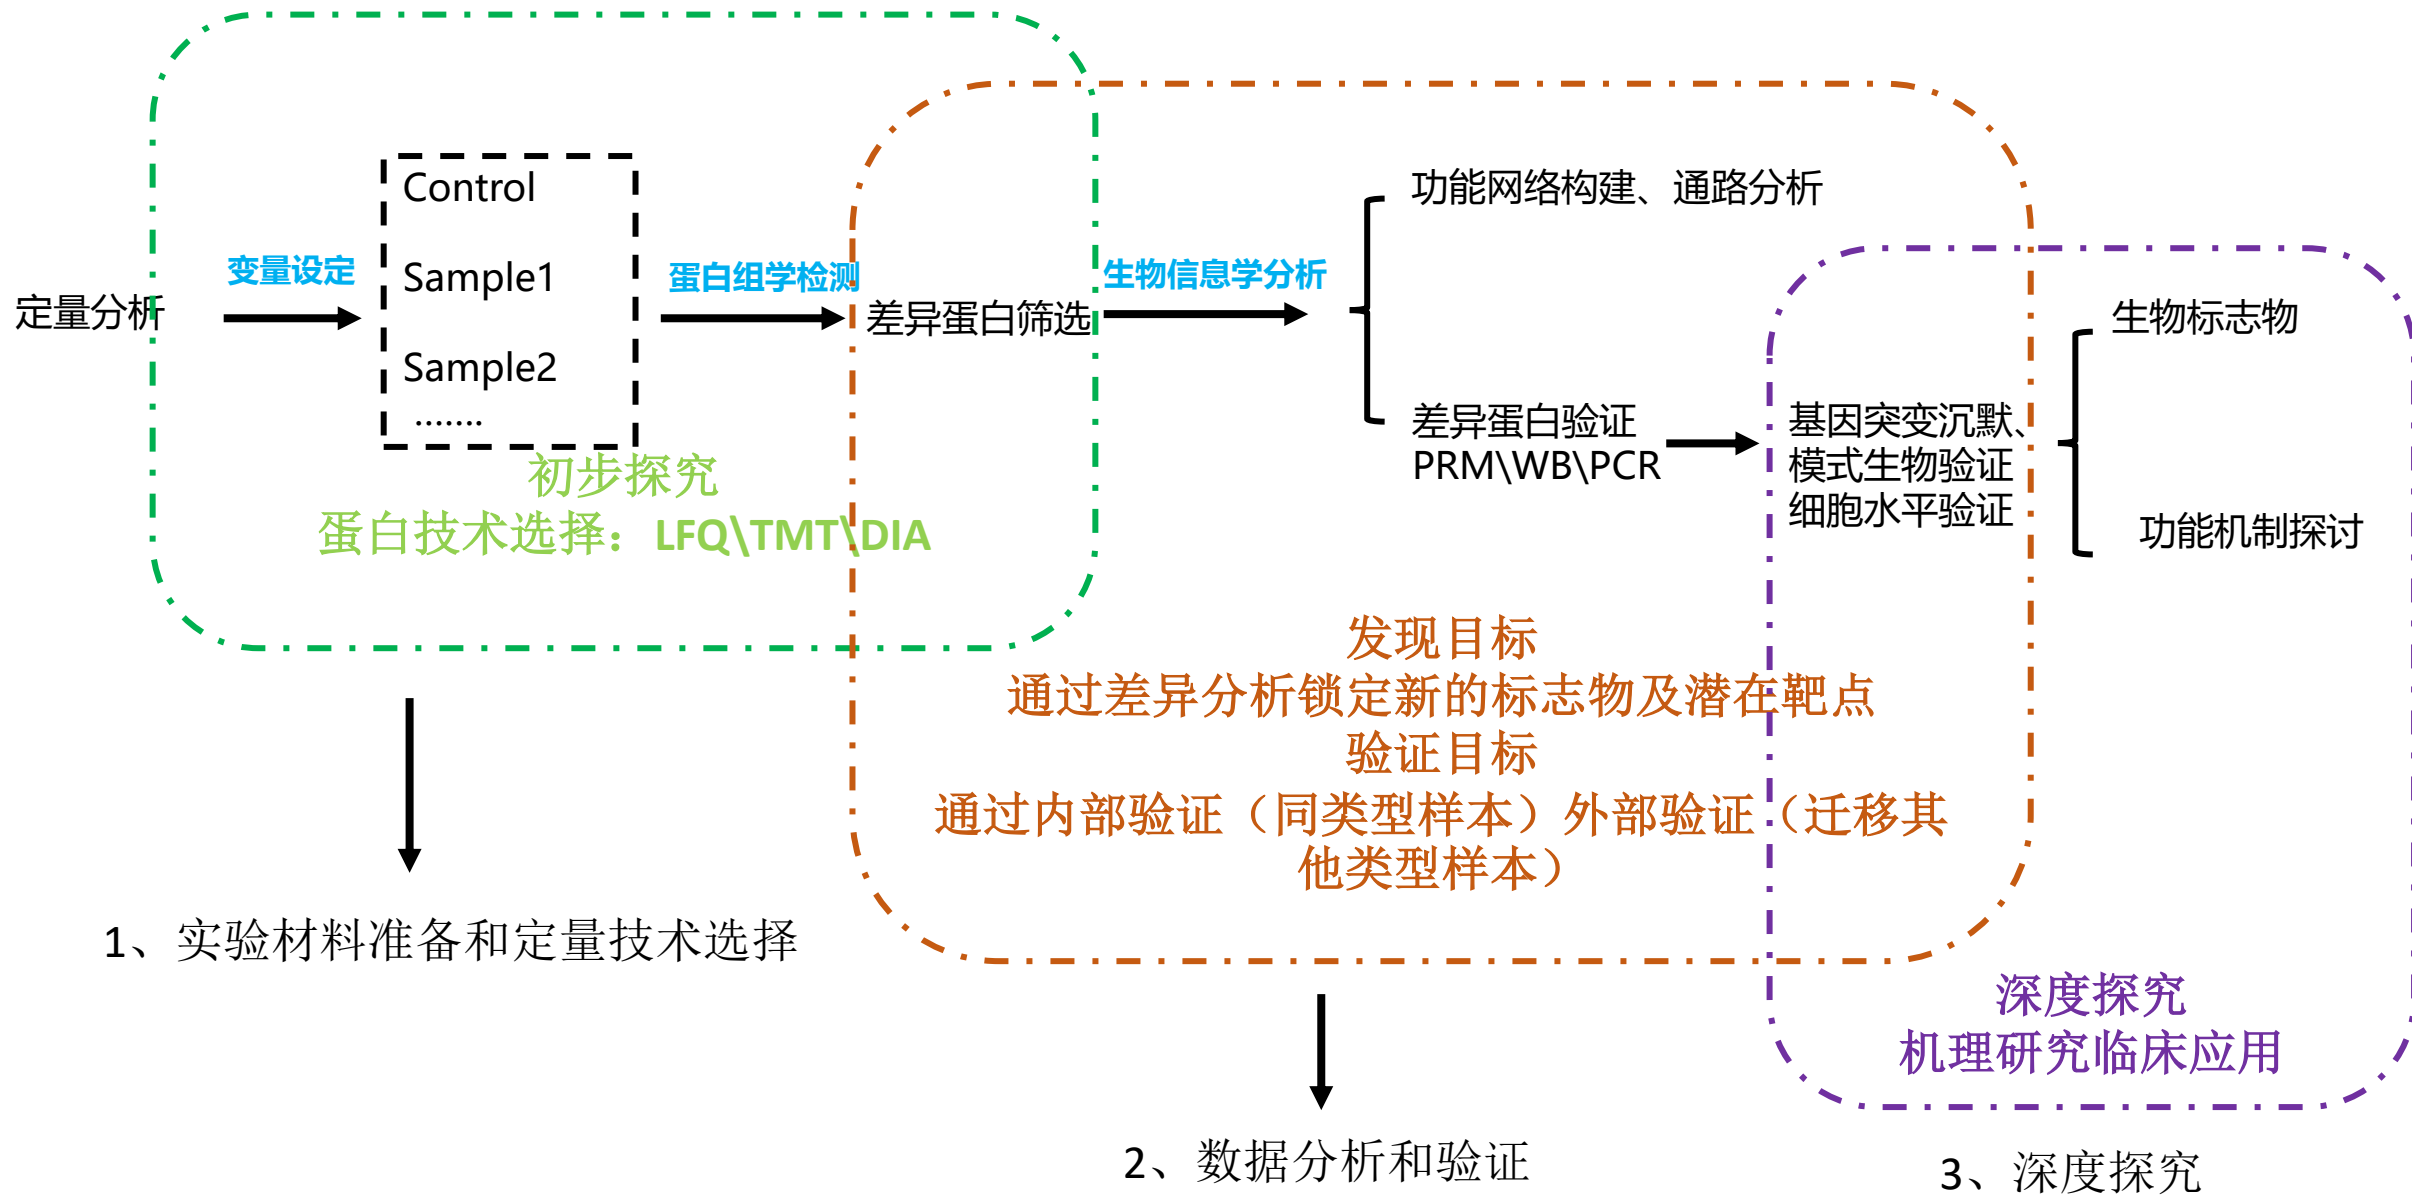 定量分析
变量设定
Control
Sample1
Sample2
.......
蛋白组学检测
差异蛋白筛选
初步探究
蛋白技术选择：LFQ\TMT\DIA
生物信息学分析
功能网络构建、通路分析
差异蛋白验证
PRM\WB\PCR
基因突变沉默、
模式生物验证
细胞水平验证
生物标志物
功能机制探讨
发现目标
通过差异分析锁定新的标志物及潜在靶点
验证目标
通过内部验证（同类型样本）外部验证（迁移其
他类型样本）
深度探究
机理研究临床应用
1、实验材料准备和定量技术选择
2、数据分析和验证
3、深度探究